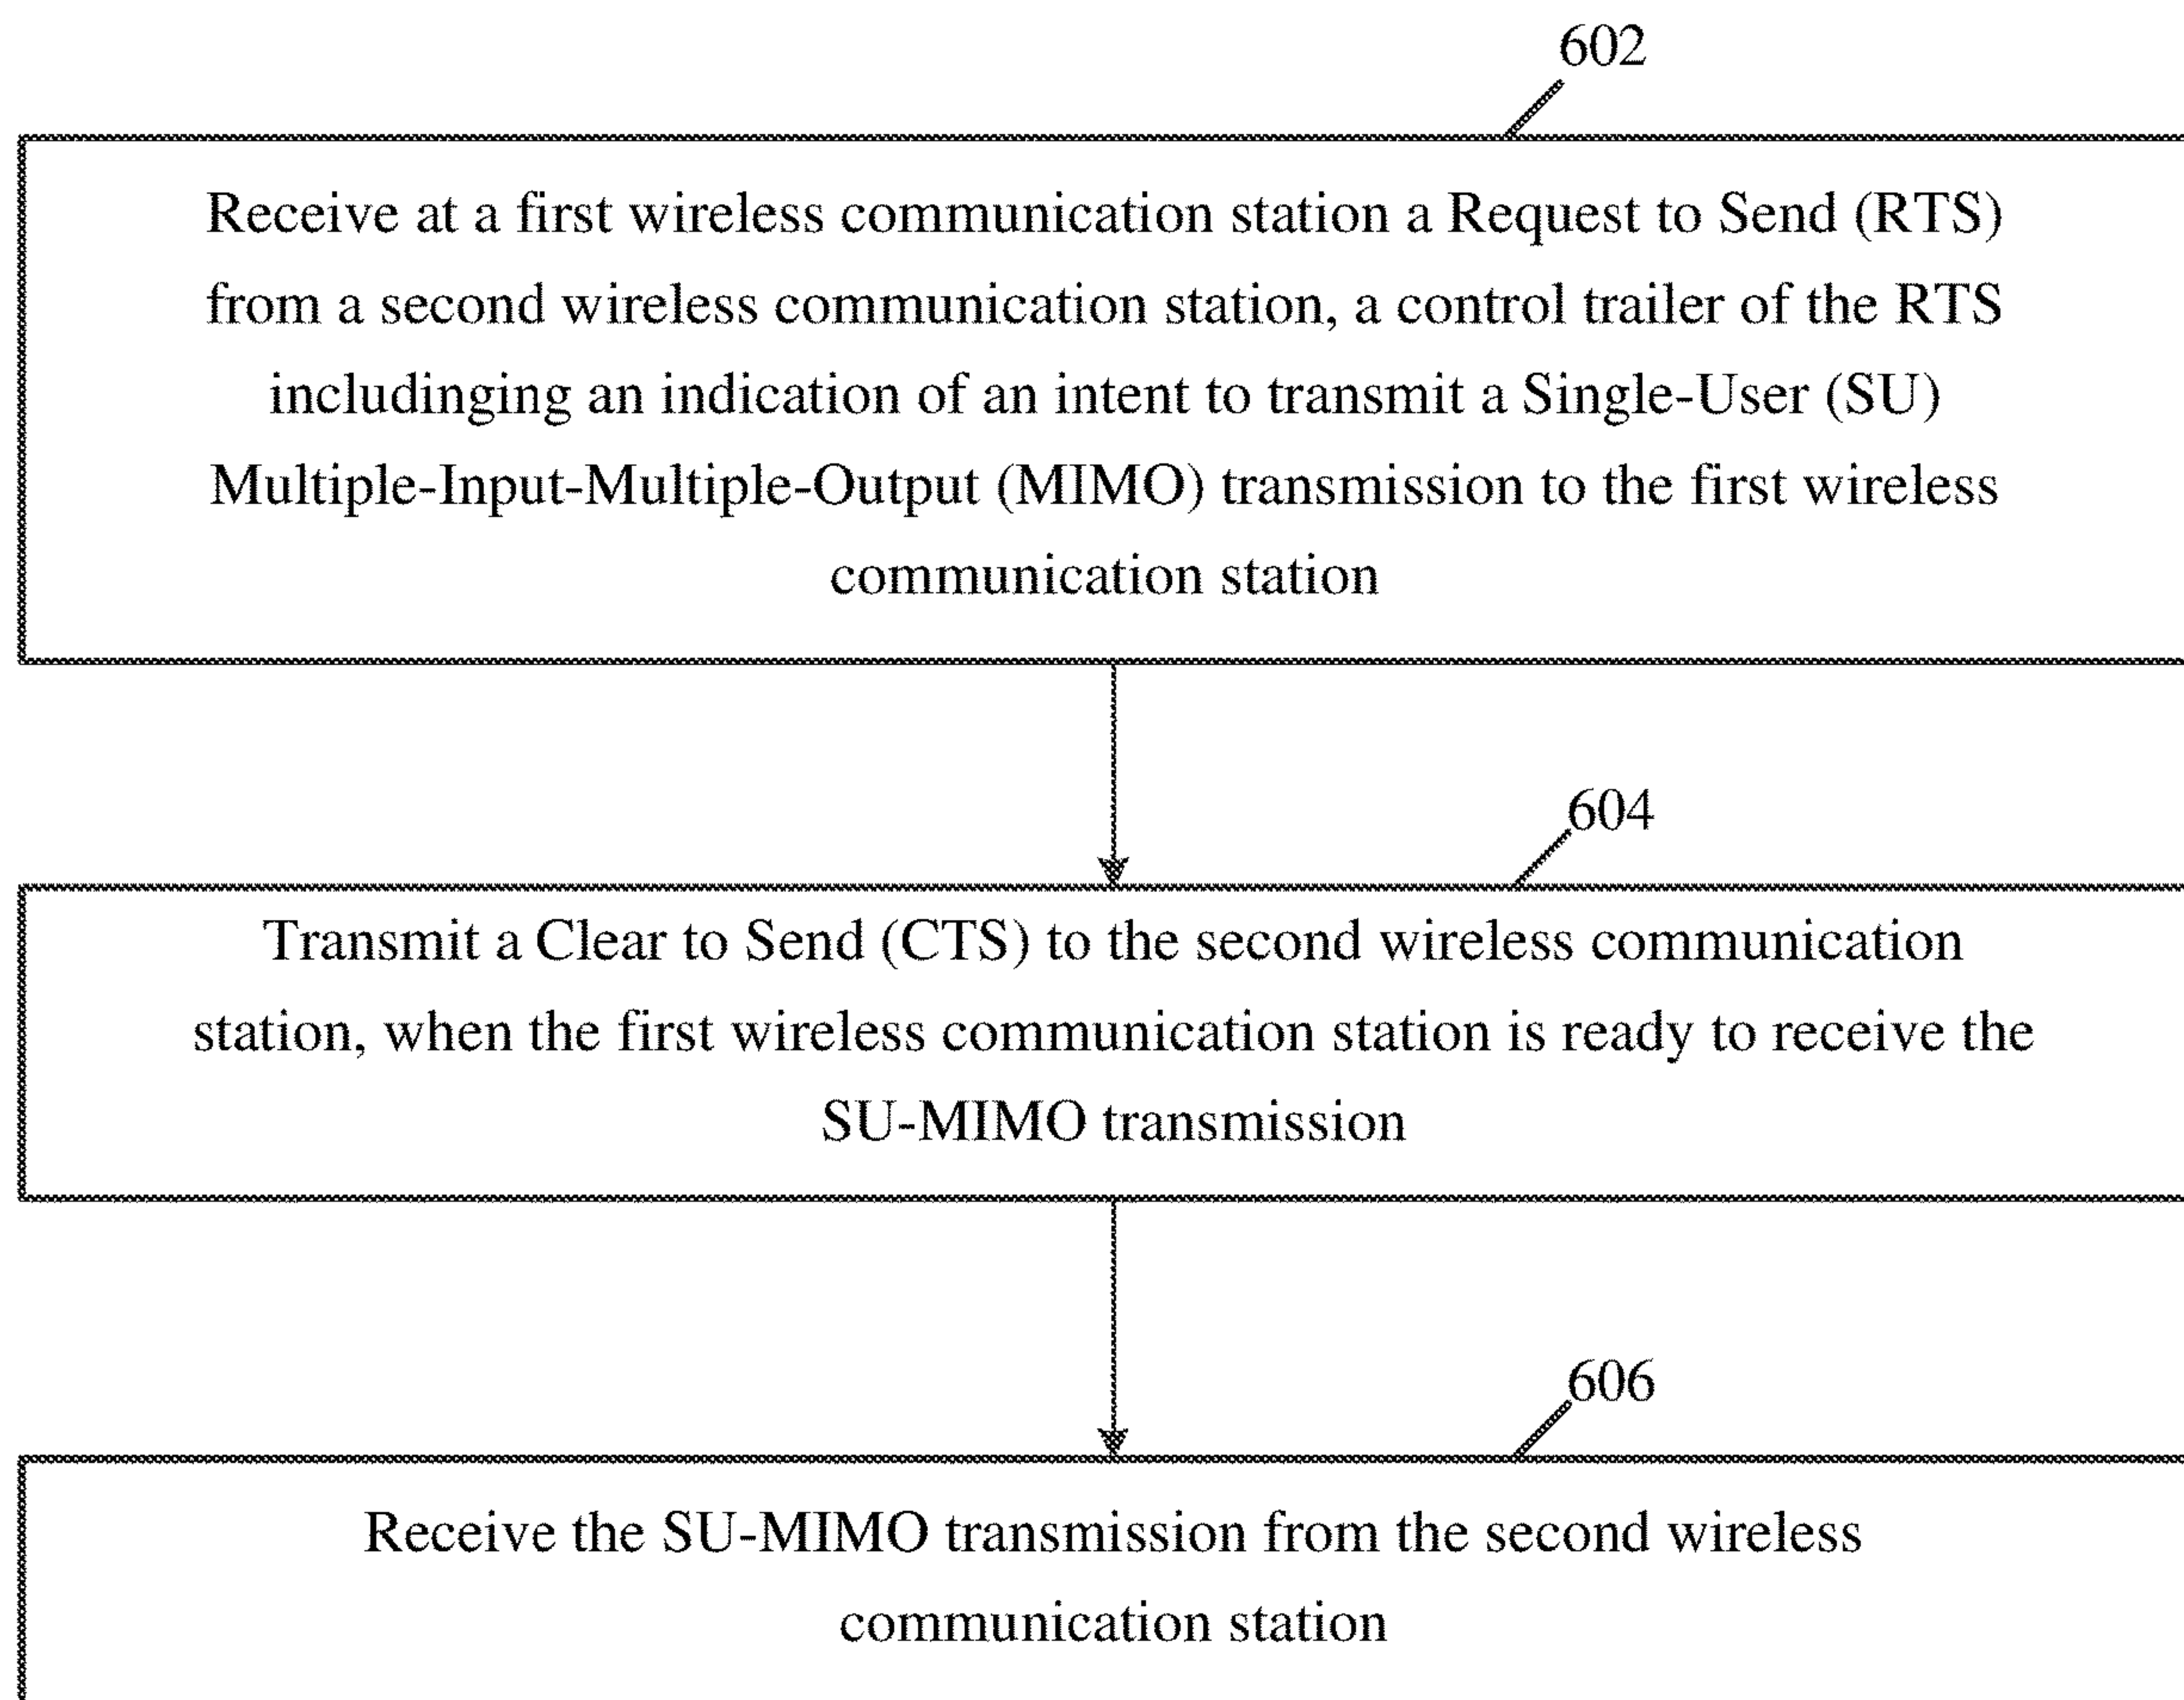 602
Receive at a first wireless communication station a Request to Send (RTS)
from a second wireless communication station, a control trailer of the RTS
includinging an indication of an intent to transmit a Single-User (SU)
Multiple-Input-Multiple-Output (MIMO) transmission to the first wireless
communication station
604
Transmit a Clear to Send (CTS) to the second wireless communication
station, when the first wireless communication station is ready to receive the
SU-MIMO transmission
606
Receive the SU-MIMO transmission from the second wireless
communication station